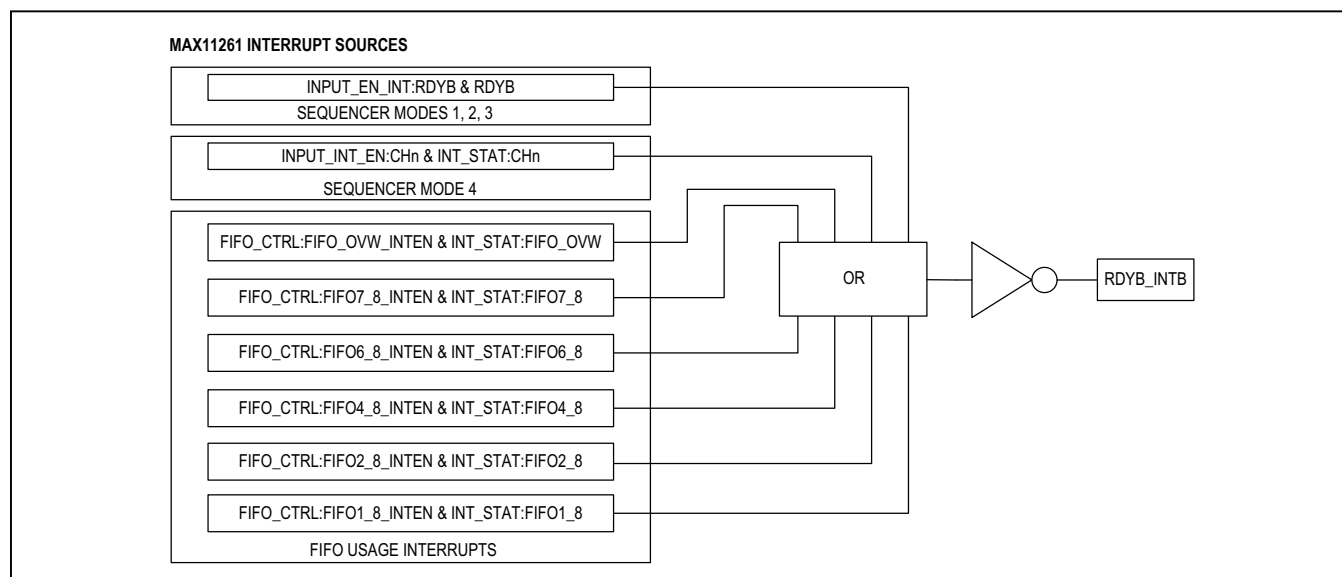 MAX11261 INTERRUPT SOURCES
INPUT_EN_INT:RDYB & RDYB
SEQUENCER MODES 1, 2, 3
INPUT_INT_EN:CHn & INT_STAT:CHn
SEQUENCER MODE 4
FIFO_CTRL:FIFO_OVW_INTEN & INT_STAT:FIFO_OVW
FIFO_CTRL:FIFO7_8_INTEN & INT_STAT:FIFO7_8
FIFO_CTRL:FIFO6_8_INTEN & INT_STAT:FIFO6_8
FIFO_CTRL:FIFO4_8_INTEN & INT_STAT:FIFO4_8
FIFO_CTRL:FIFO2_8_INTEN & INT_STAT:FIFO2_8
FIFO_CTRL:FIFO1_8_INTEN & INT_STAT:FIFO1_8
FIFO USAGE INTERRUPTS
OR
RDYB_INTB